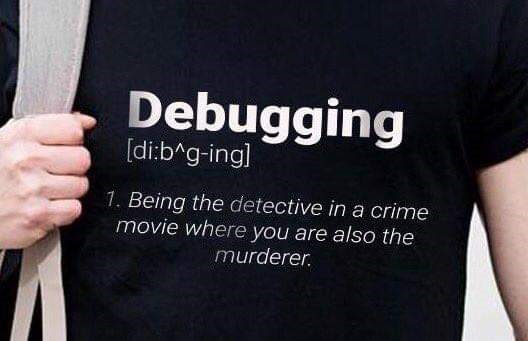 Debugging
[di:b^g-ing]
1. Being the detective in a crime
movie where you are also the
murderer.